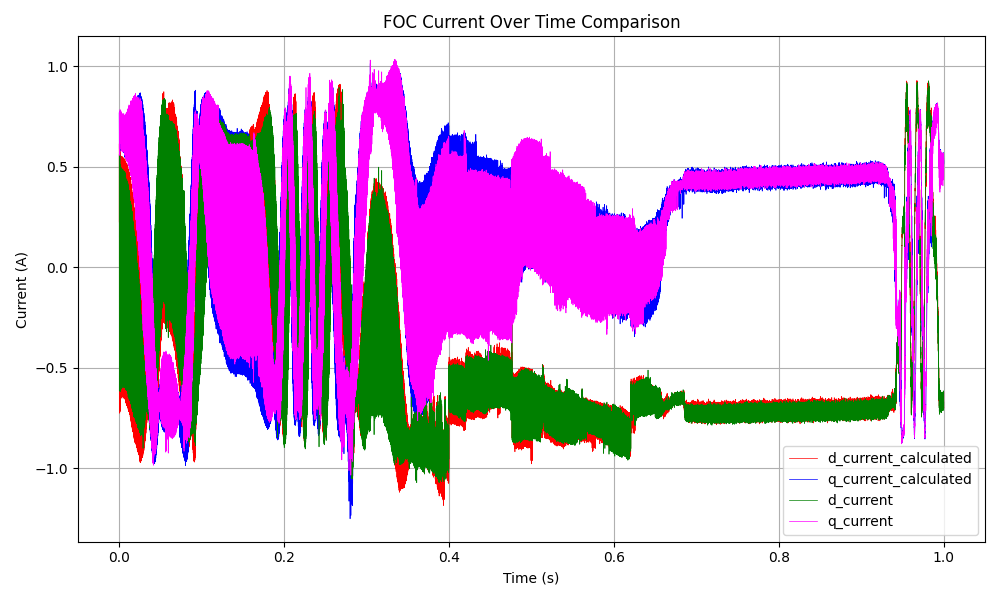 FOC Current Over Time Comparison
Current (A)
1.0
0.5
0.0
−0.5
−1.0
d_current_calculated
q_current_calculated
d_current
q_current
0.0 0.2 0.4 0.6 0.8 1.0
Time (s)